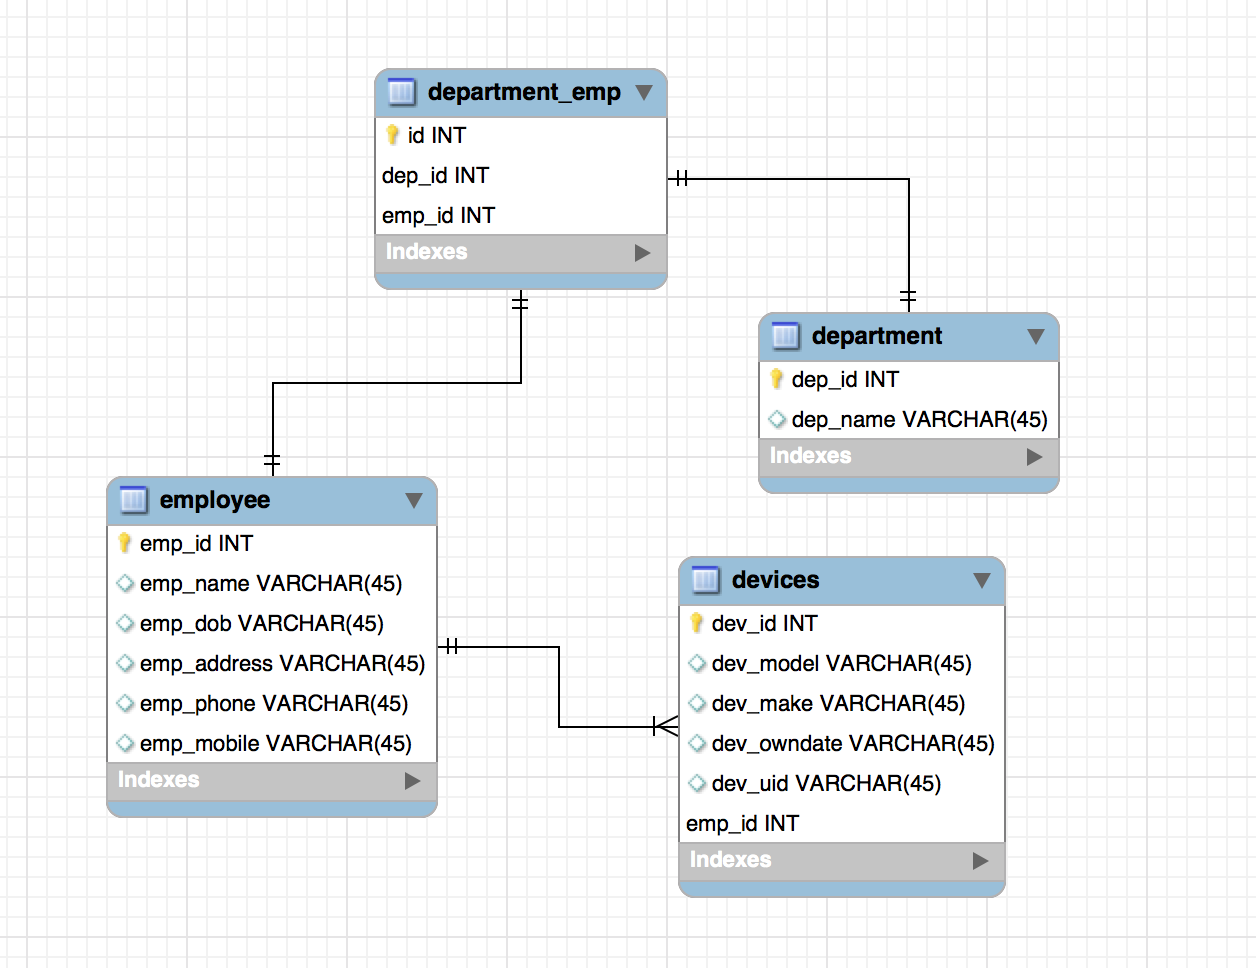 department_emp
id INT
dep_id INT
emp_id INT
Indexes
department
dep_id INT
dep_name VARCHAR(45)
Indexes
employee
emp_id INT
emp_name VARCHAR(45)
emp_dob VARCHAR(45)
emp_address VARCHAR(45)
emp_phone VARCHAR(45)
emp_mobile VARCHAR(45)
Indexes
devices
dev_id INT
dev_model VARCHAR(45)
dev_make VARCHAR(45)
dev_owndate VARCHAR(45)
dev_uid VARCHAR(45)
emp_id INT
Indexes